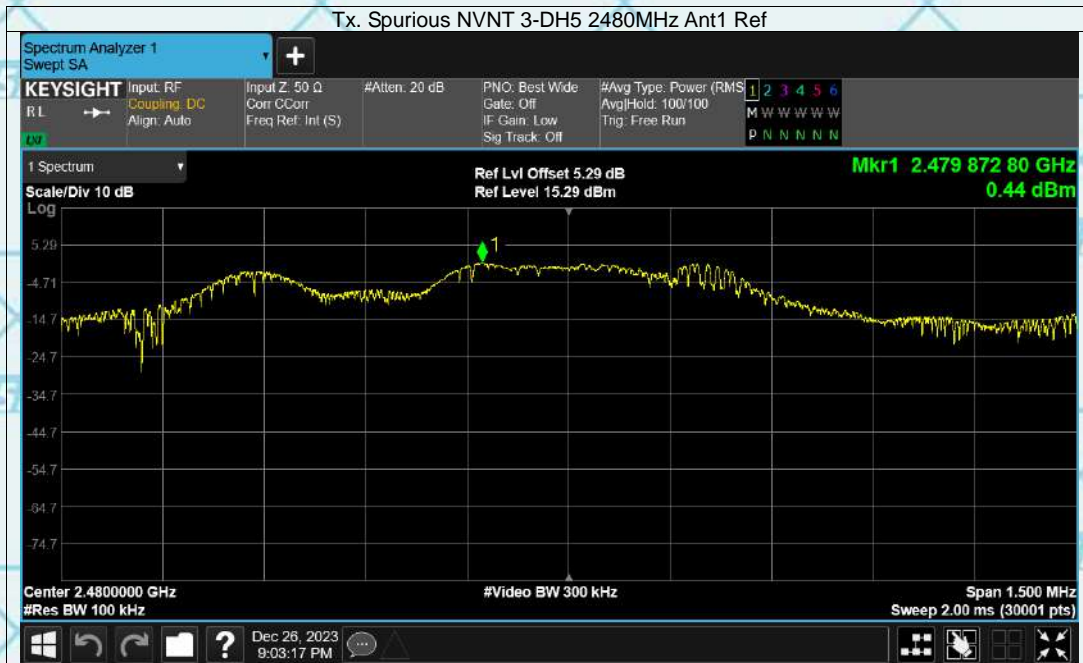 Tx. Spurious NVNT 3-DH5 2480MHz Ant1 Ref
Spectrum Analyzer 1
Swept SA
+
KEYSIGHT
R L
LXI
Input: RF
Coupling: DC
Align: Auto
Input Z: 50 Ω
Corr CCorr
Freq Ref: Int (S)
#Atten: 20 dB
PNO: Best Wide
Gate: Off
IF Gain: Low
Sig Track: Off
#Avg Type: Power (RMS
Avg|Hold: 100/100
Trig: Free Run
1 2 3 4 5 6
M W W W W W
P N N N N N
1 Spectrum
Scale/Div 10 dB
Ref Lvl Offset 5.29 dB
Ref Level 15.29 dBm
Mkr1 2.479 872 80 GHz
0.44 dBm
Log
1
5.29
-4.71
-14.7
-24.7
-34.7
-44.7
-54.7
-64.7
-74.7
Center 2.4800000 GHz
#Video BW 300 kHz
Span 1.500 MHz
#Res BW 100 kHz
Sweep 2.00 ms (30001 pts)
?
Dec 26, 2023
9:03:17 PM